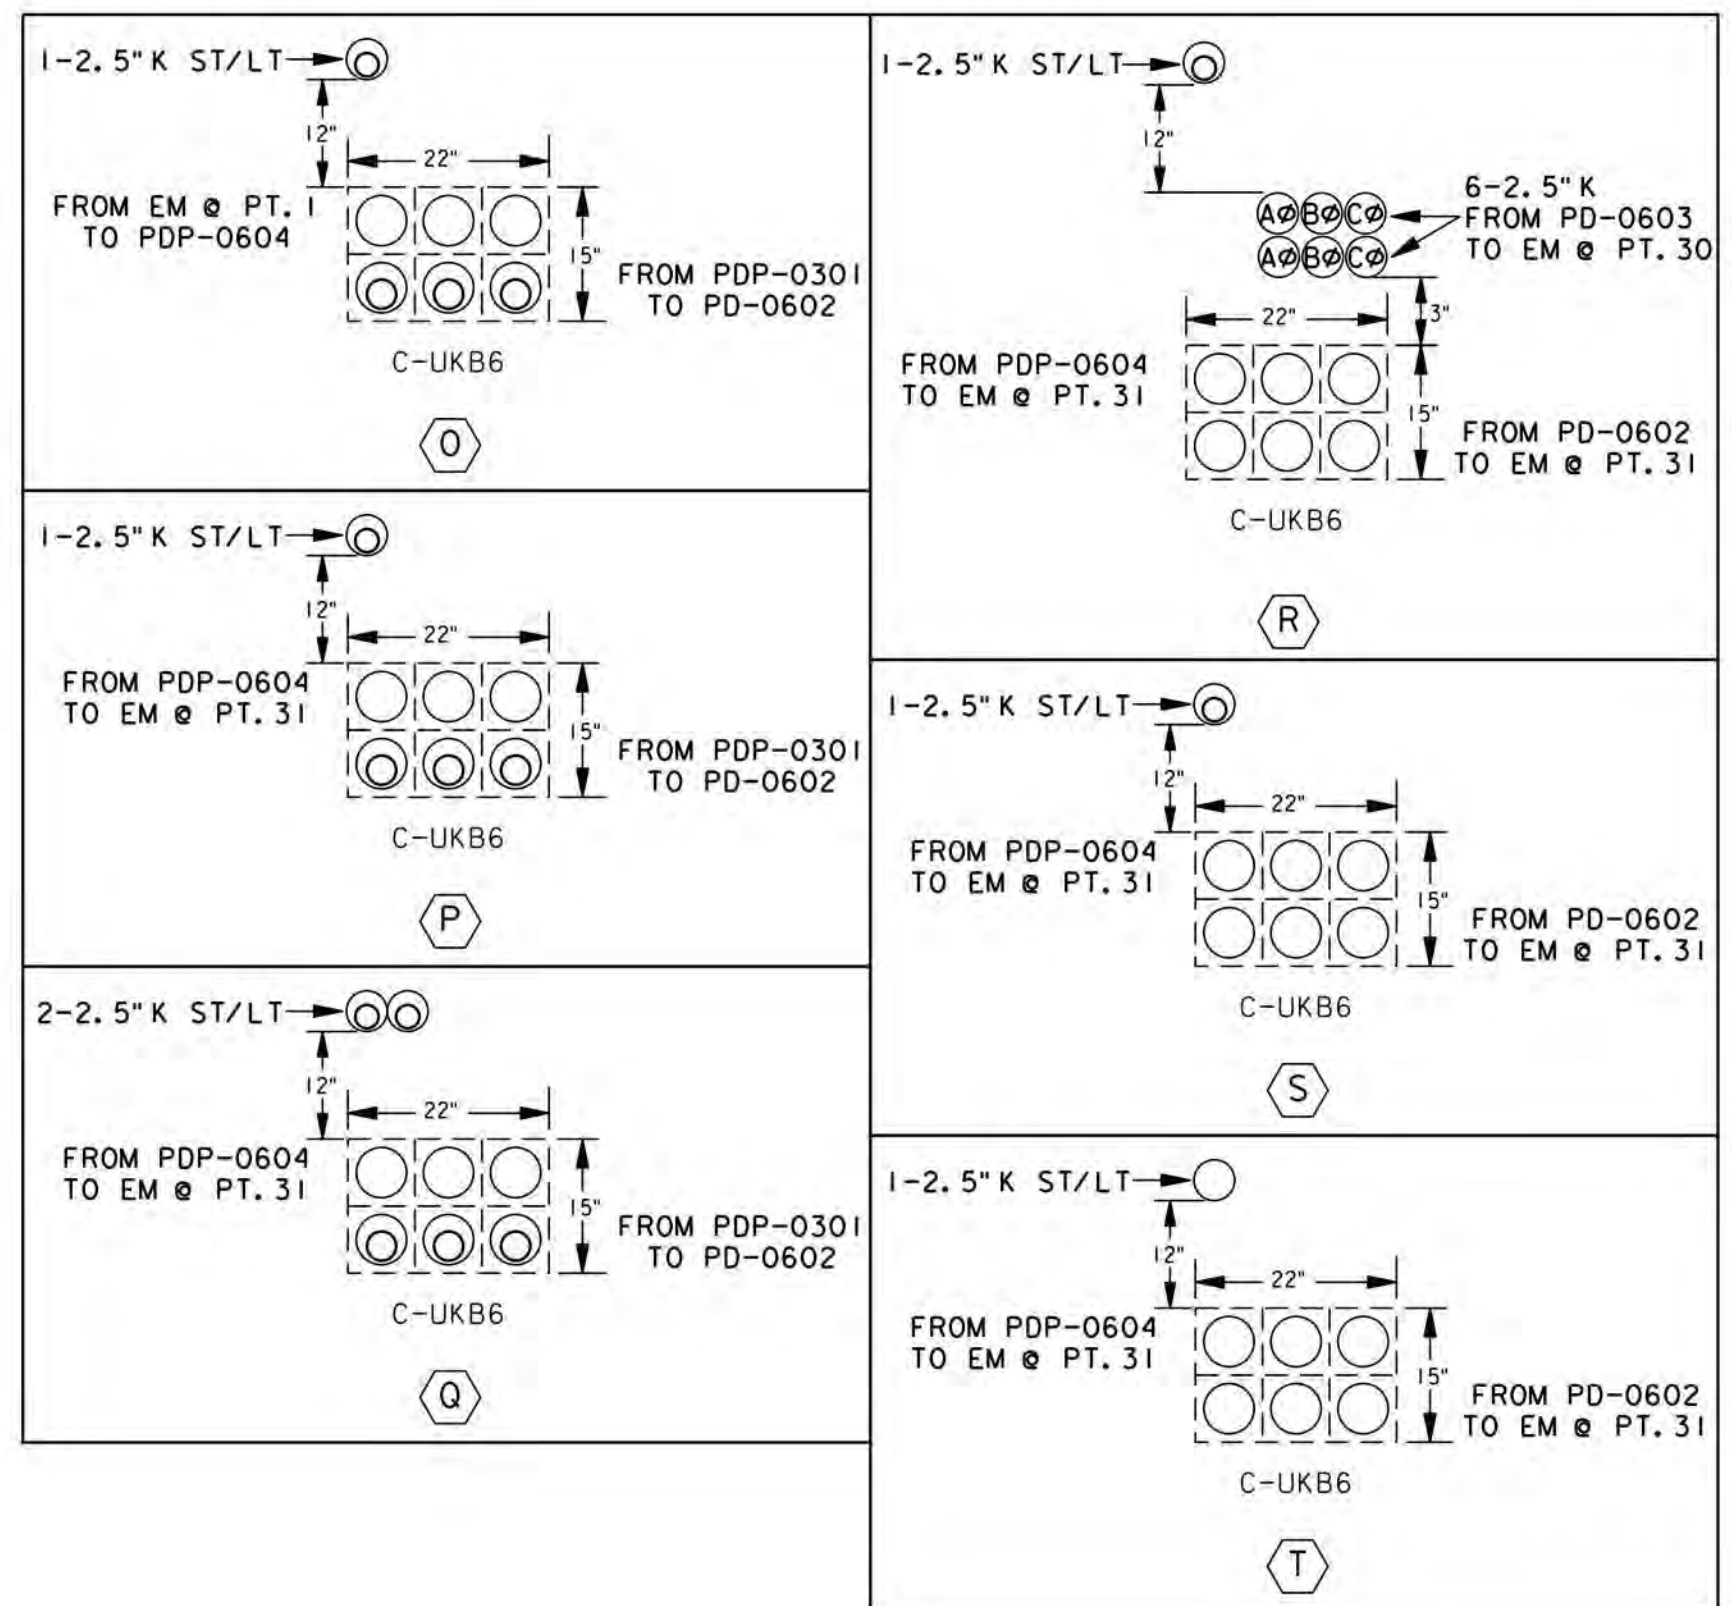 1-2.5"K ST/LT
12"
22"
FROM EM @ PT. 1
TO PDP-0604
15"
FROM PDP-0301
TO PD-0602
C-UKB6
O
1-2.5"K ST/LT
12"
22"
FROM PDP-0604
TO EM @ PT.31
15"
FROM PDP-0301
TO PD-0602
C-UKB6
P
2-2.5"K ST/LT
12"
22"
FROM PDP-0604
TO EM @ PT.31
15"
FROM PDP-0301
TO PD-0602
C-UKB6
Q
1-2.5"K ST/LT
12"
6-2.5"K
FROM PD-0603
TO EM @ PT.30
AØ BØ CØ
AØ BØ CØ
3"
22"
FROM PDP-0604
TO EM @ PT.31
15"
FROM PD-0602
TO EM @ PT.31
C-UKB6
R
1-2.5"K ST/LT
12"
22"
FROM PDP-0604
TO EM @ PT.31
15"
FROM PD-0602
TO EM @ PT.31
C-UKB6
S
1-2.5"K ST/LT
12"
22"
FROM PDP-0604
TO EM @ PT.31
15"
FROM PD-0602
TO EM @ PT.31
C-UKB6
T